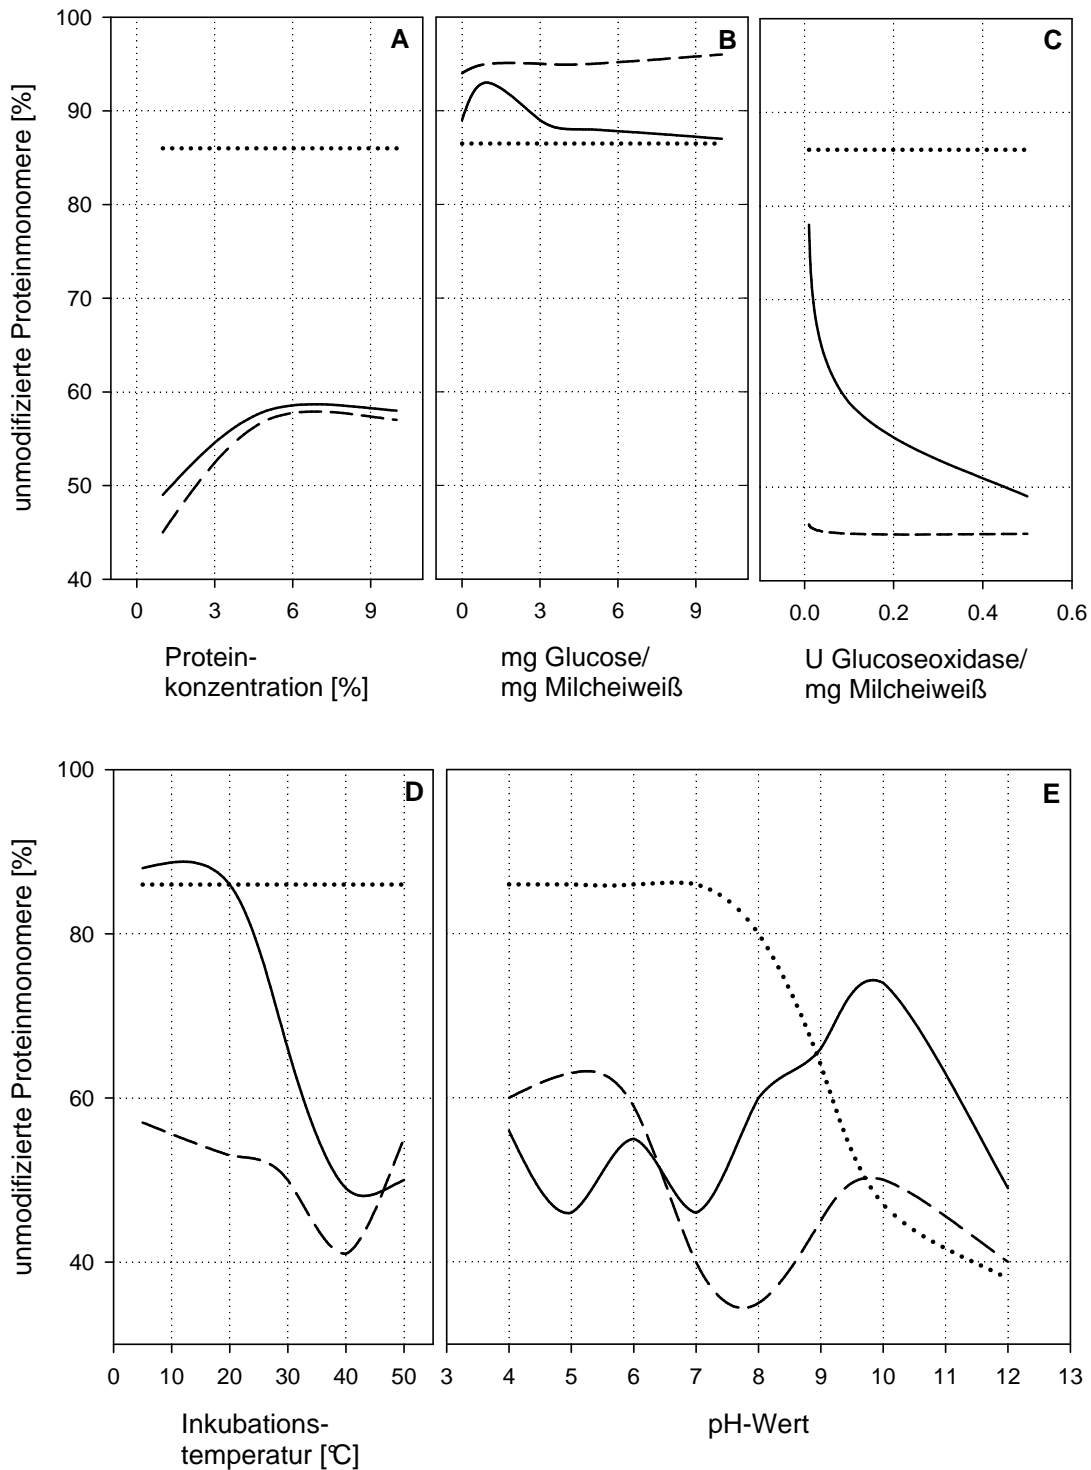 unmodifizierte Proteinmonomere [%]
100
90
80
70
60
50
40
A
0 3 6 9
Protein-
konzentration [%]
B
0 3 6 9
mg Glucose/
mg Milcheiweiß
C
0.0 0.2 0.4 0.6
U Glucoseoxidase/
mg Milcheiweiß
unmodifizierte Proteinmonomere [%]
100
80
60
40
D
0 10 20 30 40 50
Inkubations-
temperatur [°C]
E
3 4 5 6 7 8 9 10 11 12 13
pH-Wert